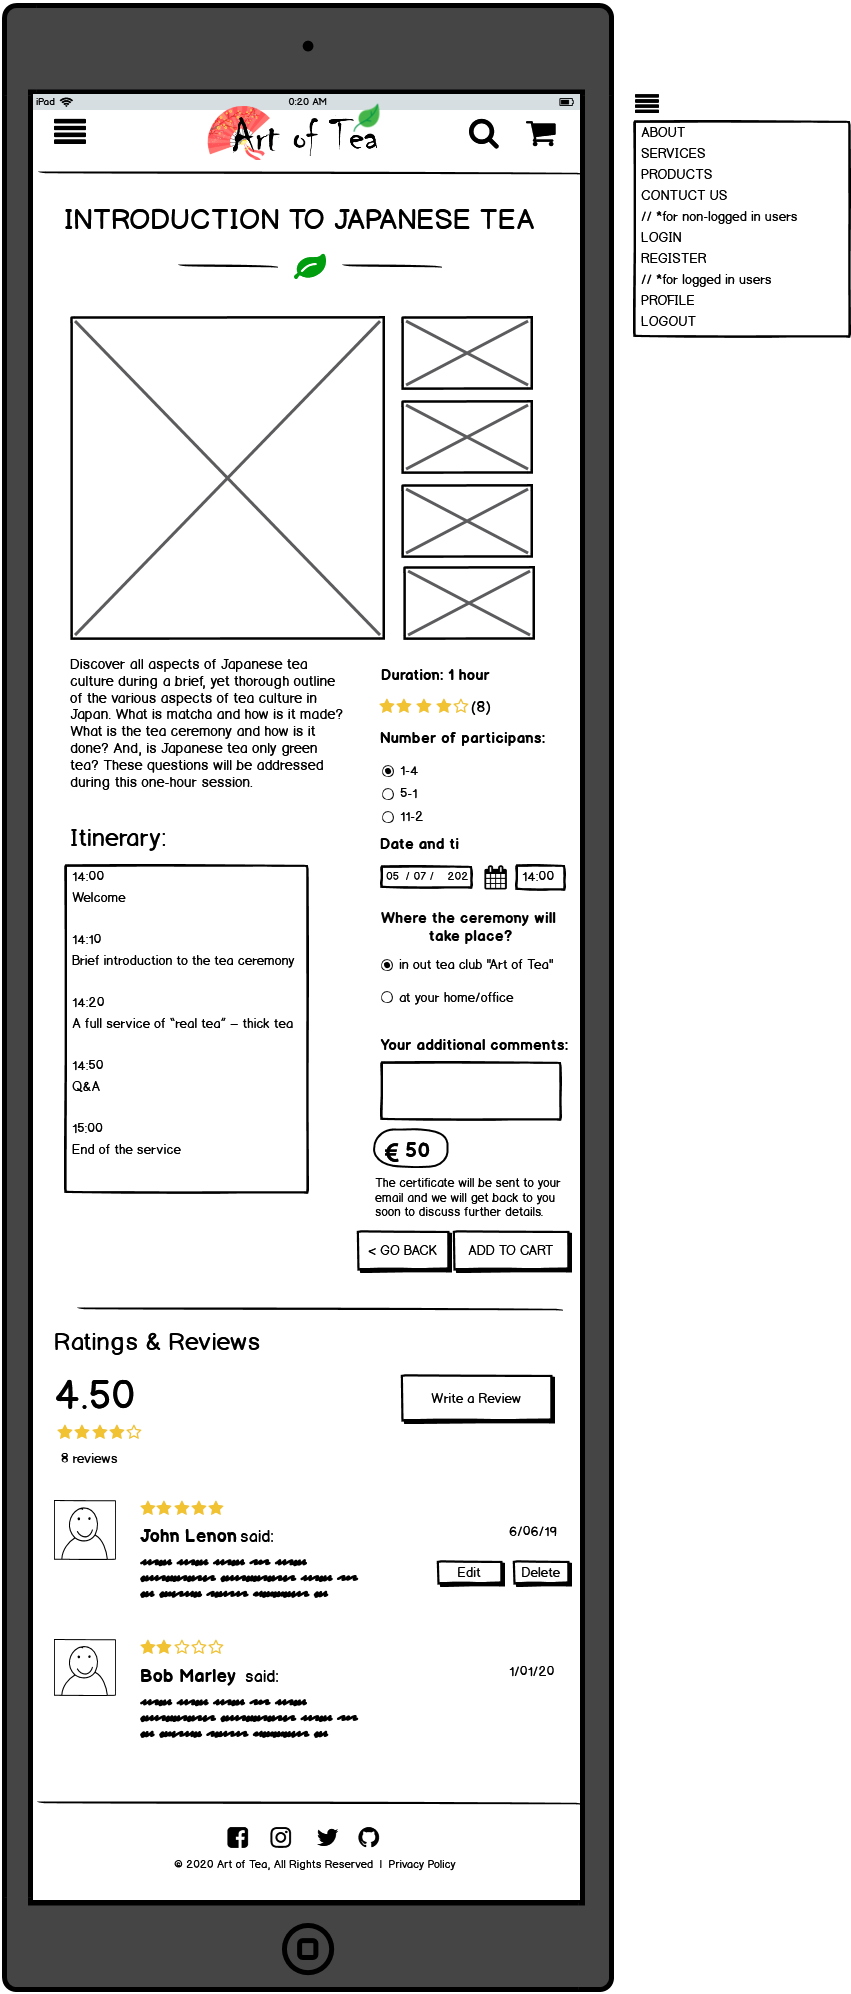 iPad
0:20 AM
Art of Tea
INTRODUCTION TO JAPANESE TEA
Discover all aspects of Japanese tea
culture during a brief, yet thorough outline
of the various aspects of tea culture in
Japan. What is matcha and how is it made?
What is the tea ceremony and how is it
done? And, is Japanese tea only green
tea? These questions will be addressed
during this one-hour session.
Itinerary:
14:00
Welcome
14:10
Brief introduction to the tea ceremony
14:20
A full service of “real tea” – thick tea
14:50
Q&A
15:00
End of the service
Duration: 1 hour
(8)
Number of participans:
1-4
5-1
11-2
Date and ti
05 / 07 / 202
14:00
Where the ceremony will
take place?
in out tea club "Art of Tea"
at your home/office
Your additional comments:
€ 50
The certificate will be sent to your
email and we will get back to you
soon to discuss further details.
< GO BACK
ADD TO CART
Ratings & Reviews
4.50
Write a Review
8 reviews
John Lenon said:
6/06/19
Edit
Delete
Bob Marley said:
1/01/20
© 2020 Art of Tea, All Rights Reserved | Privacy Policy
ABOUT
SERVICES
PRODUCTS
CONTUCT US
// *for non-logged in users
LOGIN
REGISTER
// *for logged in users
PROFILE
LOGOUT